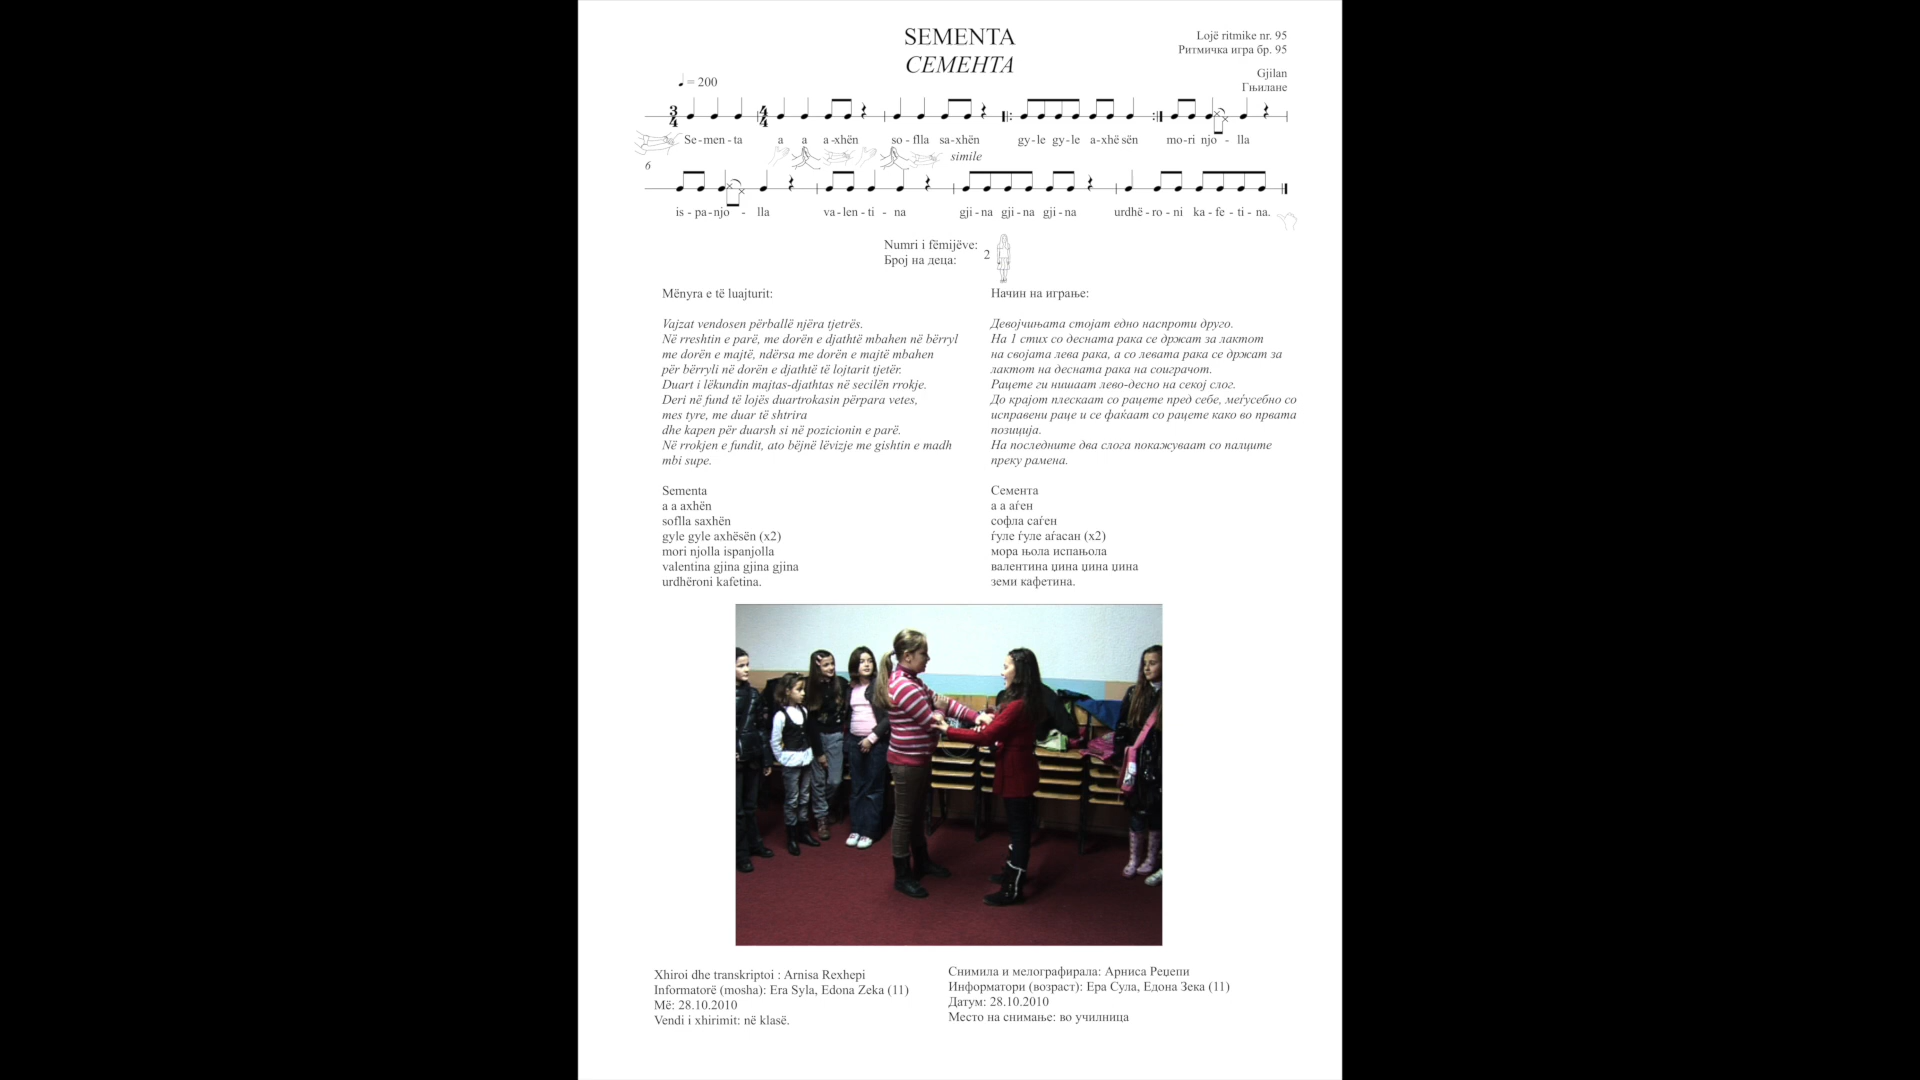 SEMENTA
СЕМЕНТА
Lojë ritmike nr. 95
Ритмичка игра бр. 95
Gjilan
Гњилане
= 200
3
4
4
4
Se - men - ta a a a -xhën so - flla sa-xhën gy - le gy - le a-xhë sën mo-ri njo - lla
simile
6
is - pa - njo - lla va - len - ti - na gji - na gji - na gji - na urdhë - ro - ni ka - fe - ti - na.
Numri i fëmijëve:
Број на деца:
2
Mënyra e të luajturit:
Vajzat vendosen përballë njëra tjetrës.
Në rreshtin e parë, me dorën e djathtë mbahen në bërryl
me dorën e majtë, ndërsa me dorën e majtë mbahen
për bërryli në dorën e djathtë të lojtarit tjetër.
Duart i lëkundin majtas-djathtas në secilën rrokje.
Deri në fund të lojës duartrokasin përpara vetes,
mes tyre, me duar të shtrira
dhe kapen për duarsh si në pozicionin e parë.
Në rrokjen e fundit, ato bëjnë lëvizje me gishtin e madh
mbi supe.
Начин на играње:
Девојчињата стојат едно наспроти друго.
На 1 стих со десната рака се држат за лактот
на својата лева рака, а со левата рака се држат за
лактот на десната рака на соиграчот.
Рацете ги нишаат лево-десно на секој слог.
До крајот плескаат со рацете пред себе, меѓусебно со
исправени раце и се фаќаат со рацете како во првата
позиција.
На последните два слога покажуваат со палците
преку рамена.
Sementa
a a axhën
soflla saxhën
gyle gyle axhësën (x2)
mori njolla ispanjolla
valentina gjina gjina gjina
urdhëroni kafetina.
Семента
а а аѓен
софла саѓен
ѓуле ѓуле аѓасан (x2)
мора њола испањола
валентина џина џина џина
земи кафетина.
Xhiroi dhe transkriptoi : Arnisa Rexhepi
Informatorë (mosha): Era Syla, Edona Zeka (11)
Më: 28.10.2010
Vendi i xhirimit: në klasë.
Снимила и мелографирала: Арниса Реџепи
Информатори (возраст): Ера Сула, Едона Зека (11)
Датум: 28.10.2010
Место на снимање: во училница